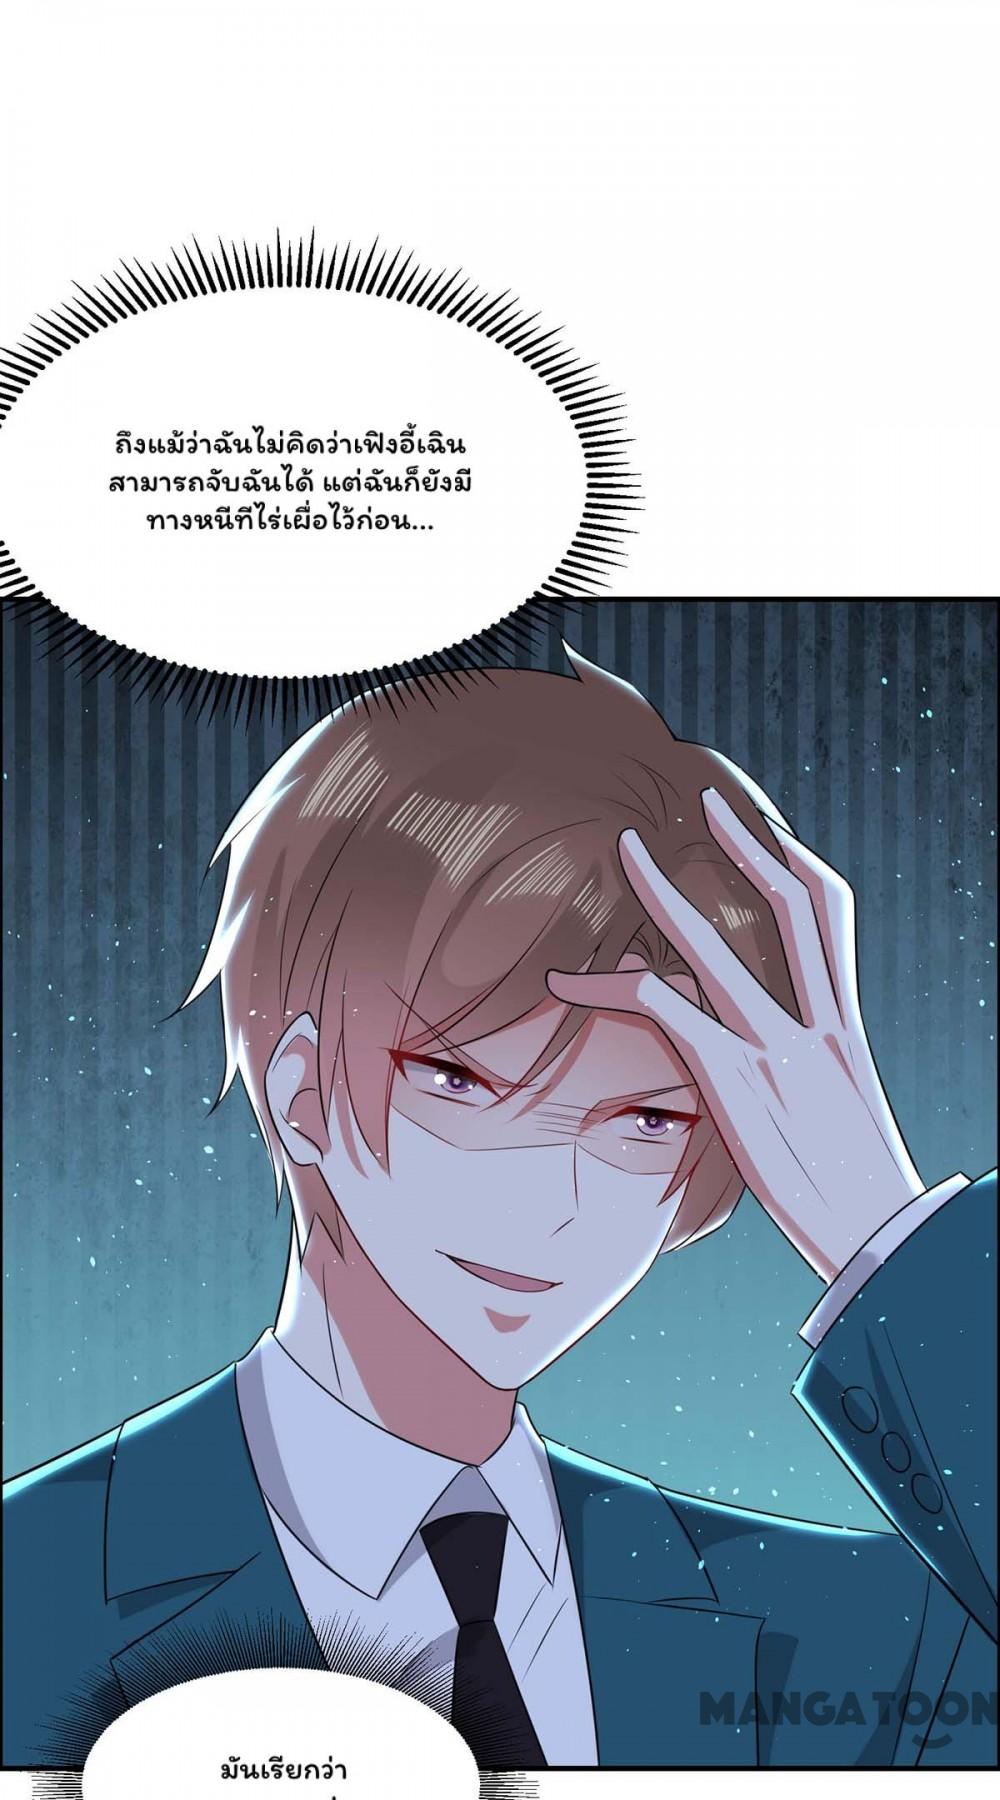 ถึงแม้ว่าฉันไม่คิดว่าเฟิงอี้เฉิน
สามารถจับฉันได้ แต่ฉันก็ยังมี
ทางหนีทีไร่เผื่อไว้ก่อน...
MANGATOON
มันเรียกว่า